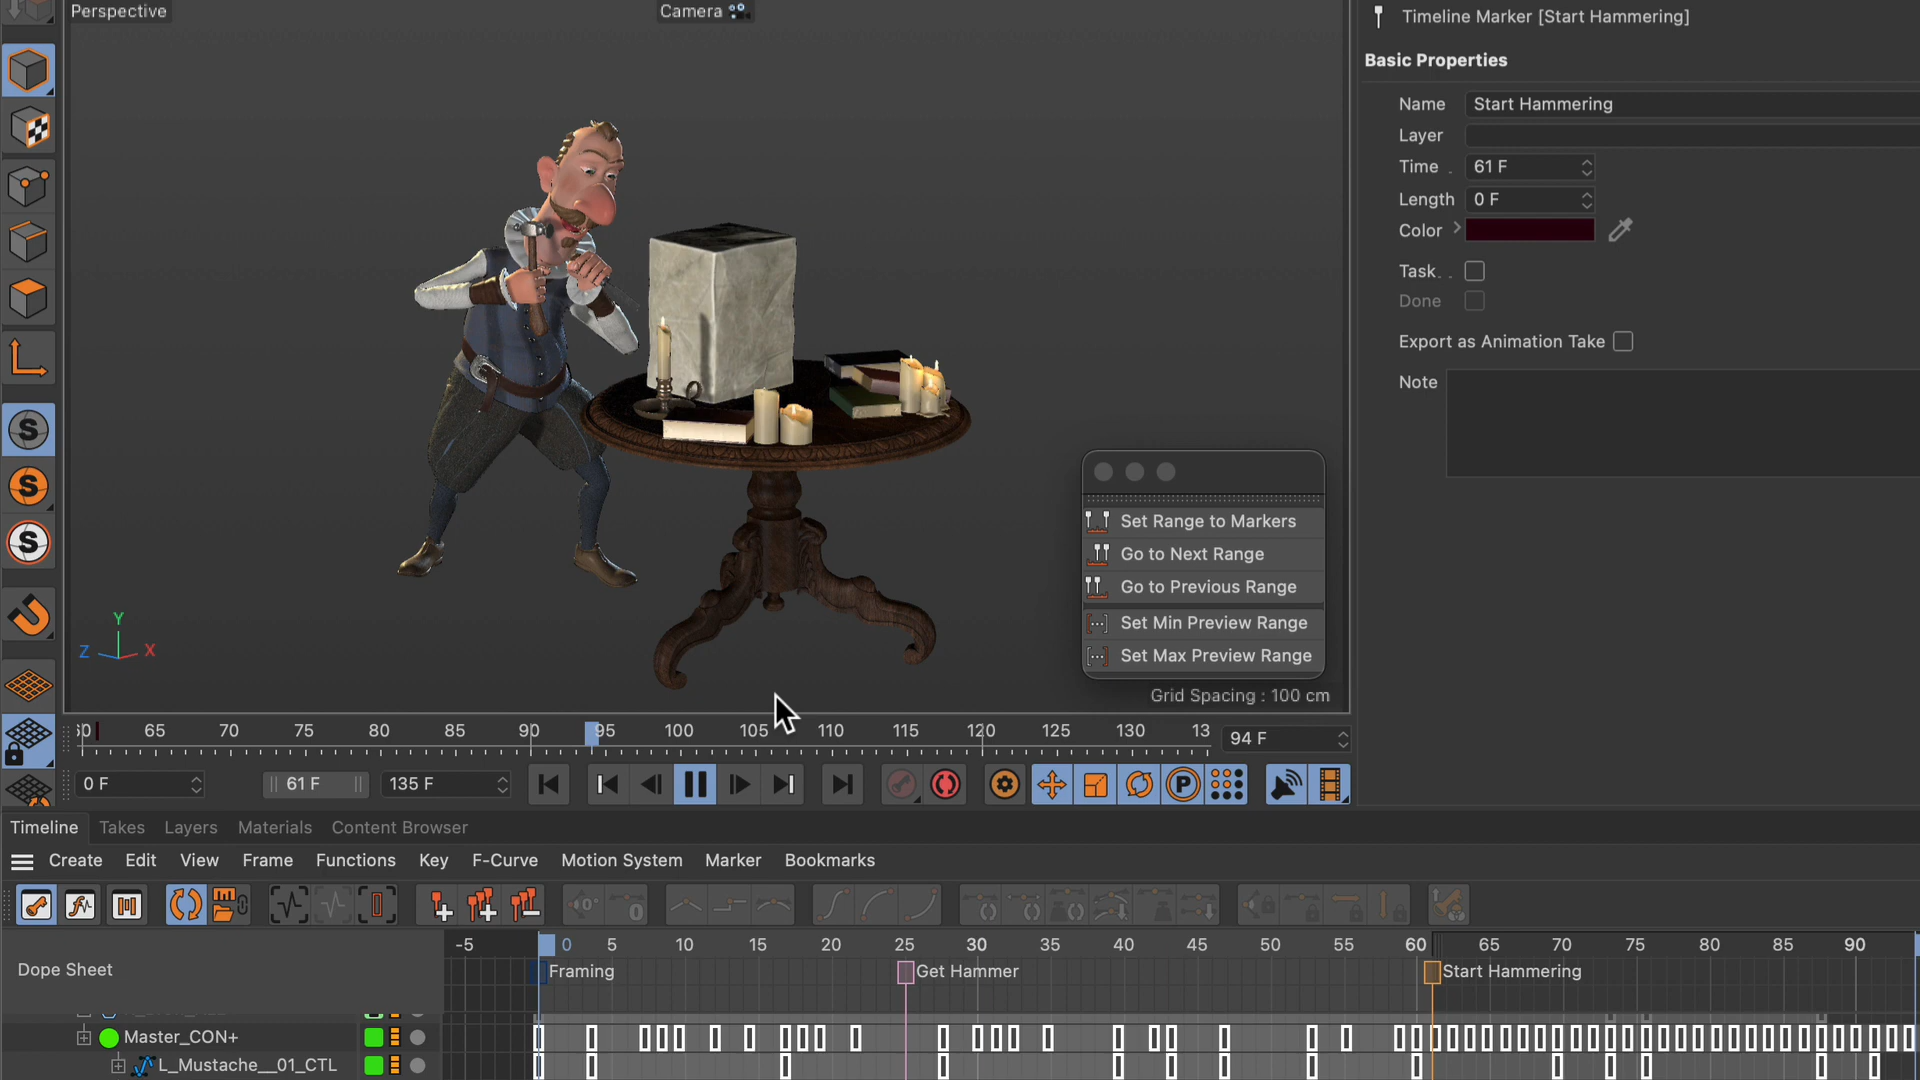 Perspective
Camera
Timeline Marker [Start Hammering]
Basic Properties
Name Start Hammering
Layer
Time . 61 F
Length 0 F
Color
Task. .
Done
Export as Animation Take
Note
Set Range to Markers
Go to Next Range
Go to Previous Range
Set Min Preview Range
Set Max Preview Range
Y
Z X
Grid Spacing : 100 cm
65 70 75 80 85 90 95 100 105 110 115 120 125 130 13
94 F
0 F 61 F 135 F
Timeline Takes Layers Materials Content Browser
Create Edit View Frame Functions Key F-Curve Motion System Marker Bookmarks
-5 0 5 10 15 20 25 30 35 40 45 50 55 60 65 70 75 80 85 90
Dope Sheet
Framing Get Hammer Start Hammering
Master_CON+
L_Mustache__01_CTL